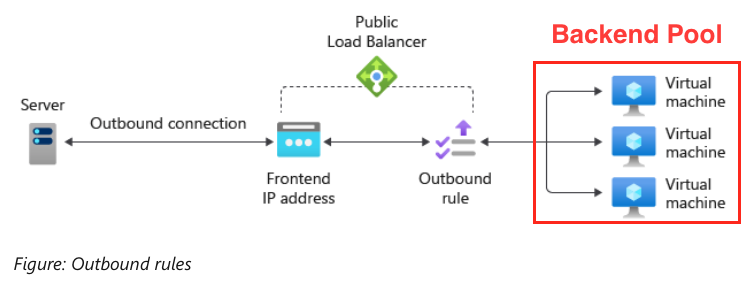 Public
Load Balancer
Backend Pool
Server
Outbound connection
Frontend
IP address
Outbound
rule
Virtual
machine
Virtual
machine
Virtual
machine
Figure: Outbound rules